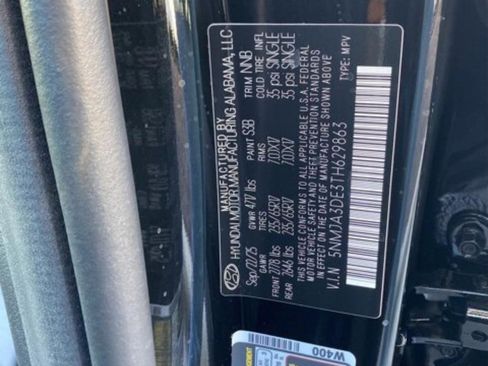 MANUFACTURED BY
HYUNDAI MOTOR MANUFACTURING ALABAMA, LLC
Sep/22/25 GVWR 4717 lbs PAINT S3B TRIM NNB
GAWR TIRES RIMS COLD TIRE INFL
FRONT 2778 lbs 235/65R17 7.0JX17 35 psi SINGLE
REAR 2646 lbs 235/65R17 7.0JX17 35 psi SINGLE
THIS VEHICLE CONFORMS TO ALL APPLICABLE U.S.A. FEDERAL
MOTOR VEHICLE SAFETY AND THEFT PREVENTION STANDARDS
IN EFFECT ON THE DATE OF MANUFACTURE SHOWN ABOVE
V.I.N 5NMJA3DE3TH629863 TYPE: MPV
W400